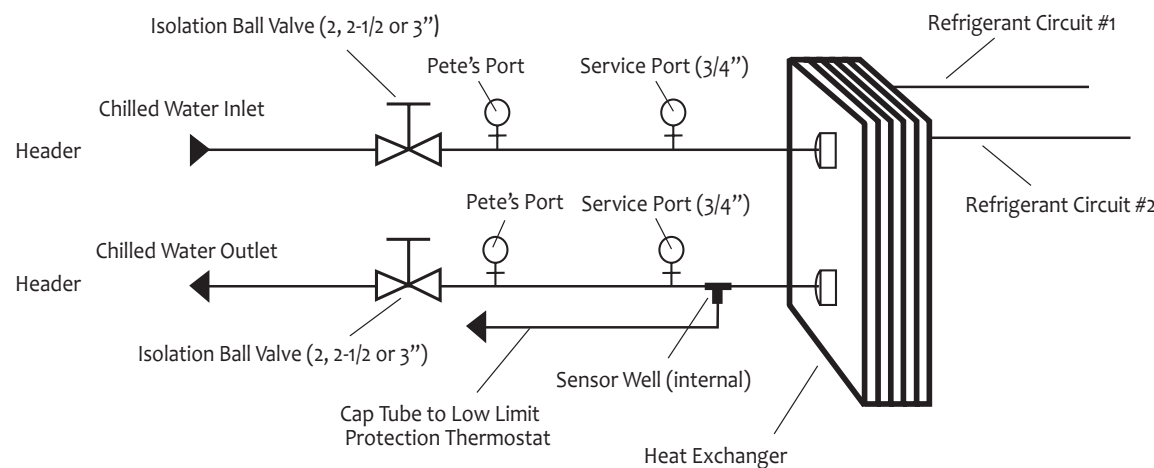 Isolation Ball Valve (2, 2-1/2 or 3”)
Refrigerant Circuit #1
Pete's Port
Service Port (3/4”)
Chilled Water Inlet
Header
Refrigerant Circuit #2
Pete's Port
Service Port (3/4”)
Chilled Water Outlet
Header
Isolation Ball Valve (2, 2-1/2 or 3”)
Sensor Well (internal)
Cap Tube to Low Limit
Protection Thermostat
Heat Exchanger